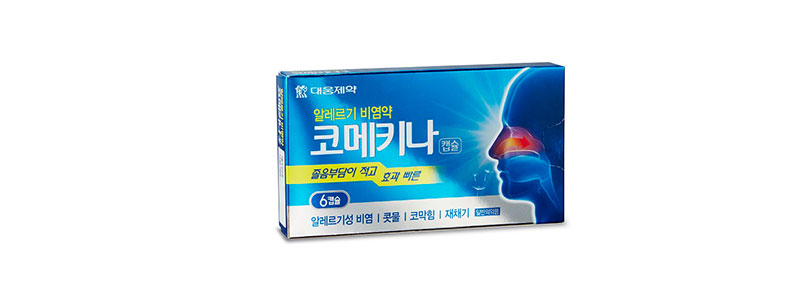 대웅제약
알레르기 비염약
코메키나 캡슐
졸음부담이 적고 효과 빠른
6캡슐
알레르기성 비염 | 콧물 | 코막힘 | 재채기 일반의약품